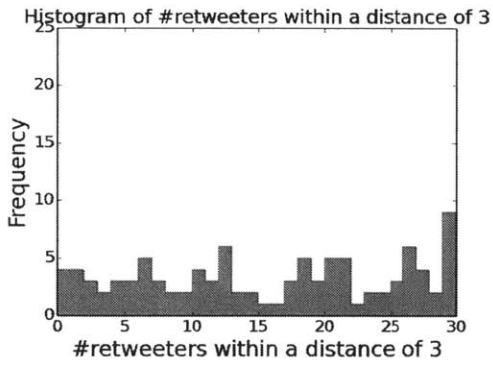 Histogram of #retweeters within a distance of 3
25
20
15
10
5
0
Frequency
0 5 10 15 20 25 30
#retweeters within a distance of 3